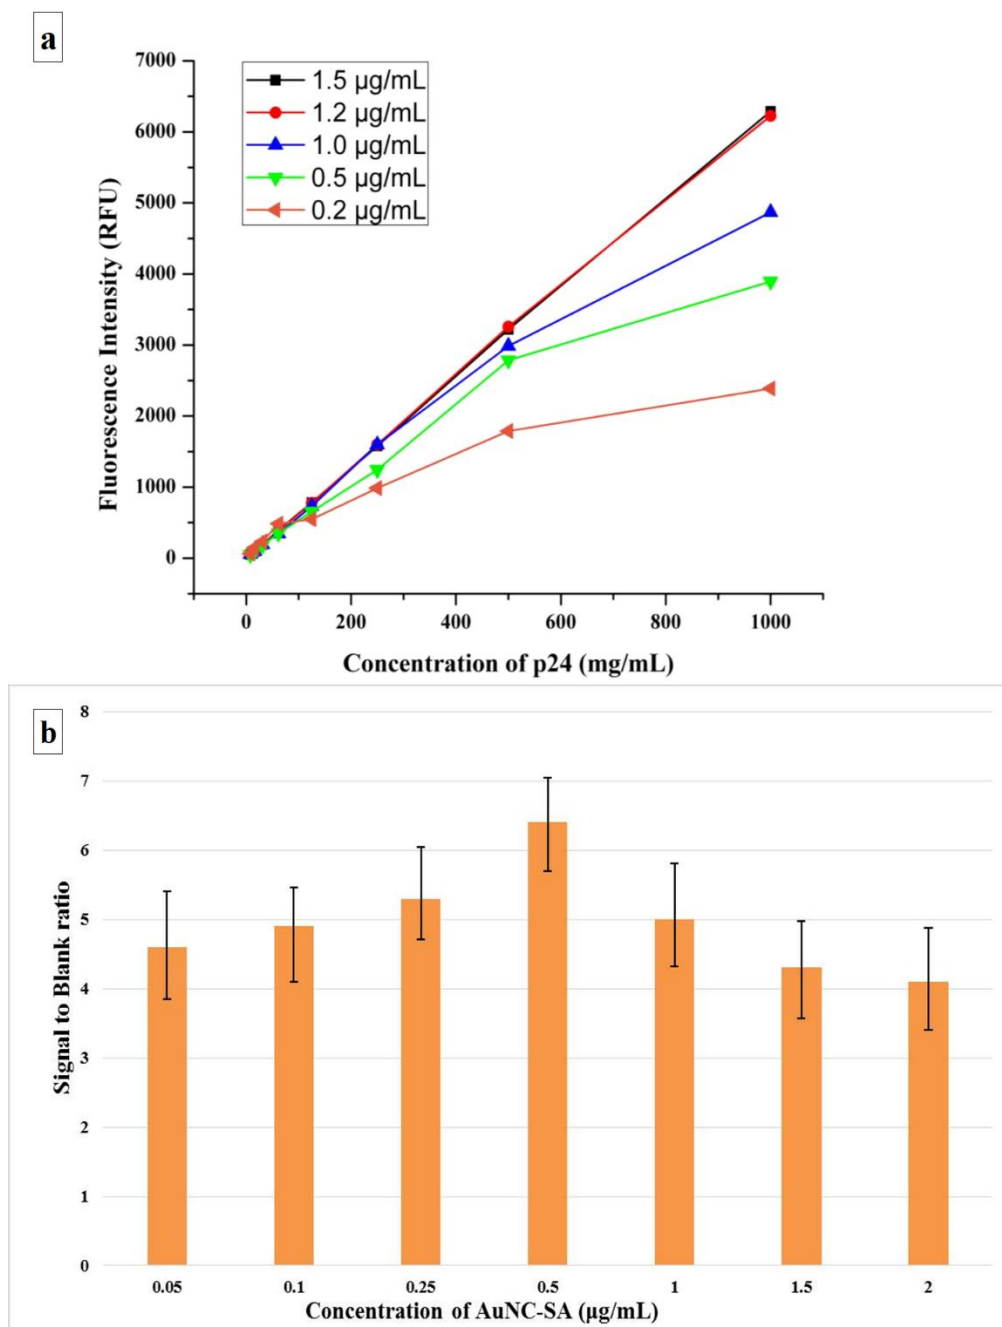 a
7000
6000
5000
4000
3000
2000
1000
0
Fluorescence Intensity (RFU)
1.5 µg/mL
1.2 µg/mL
1.0 µg/mL
0.5 µg/mL
0.2 µg/mL
0 200 400 600 800 1000
Concentration of p24 (mg/mL)
b
8
7
6
5
4
3
2
1
0
Signal to Blank ratio
0.05 0.1 0.25 0.5 1 1.5 2
Concentration of AuNC-SA (µg/mL)